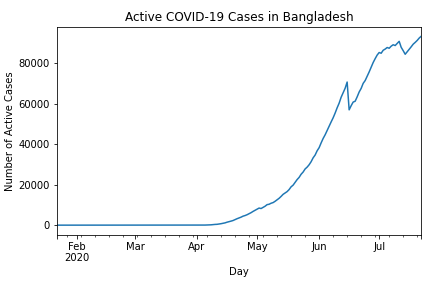 Active COVID-19 Cases in Bangladesh
Number of Active Cases
80000
60000
40000
20000
0
Feb Mar Apr May Jun Jul
2020
Day